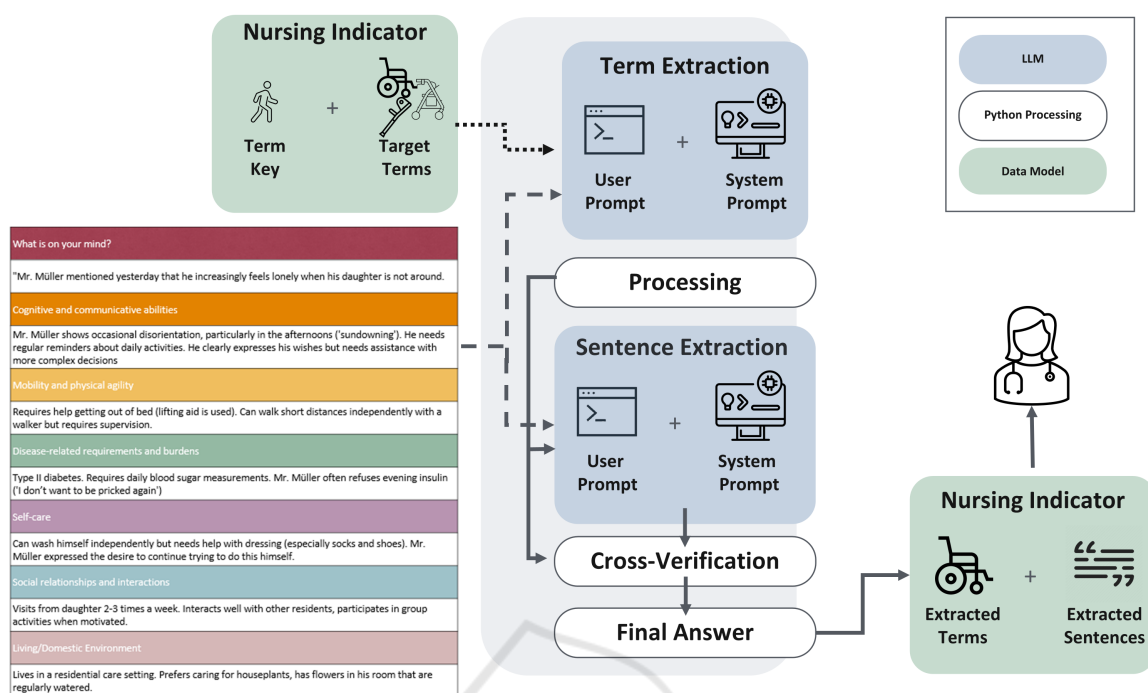 Nursing Indicator
+
Term
Key
Target
Terms
Term Extraction
>_
+
User
Prompt
System
Prompt
LLM
Python Processing
Data Model
What is on your mind?
"Mr. Müller mentioned yesterday that he increasingly feels lonely when his daughter is not around.
Cognitive and communicative abilities
Mr. Müller shows occasional disorientation, particularly in the afternoons ('sundowning'). He needs
regular reminders about daily activities. He clearly expresses his wishes but needs assistance with
more complex decisions
Mobility and physical agility
Requires help getting out of bed (lifting aid is used). Can walk short distances independently with a
walker but requires supervision.
Disease-related requirements and burdens
Type II diabetes. Requires daily blood sugar measurements. Mr. Müller often refuses evening insulin
('I don't want to be pricked again')
Self-care
Can wash himself independently but needs help with dressing (especially socks and shoes). Mr.
Müller expressed the desire to continue trying to do this himself.
Social relationships and interactions
Visits from daughter 2-3 times a week. Interacts well with other residents, participates in group
activities when motivated.
Living/Domestic Environment
Lives in a residential care setting. Prefers caring for houseplants, has flowers in his room that are
regularly watered.
Processing
Sentence Extraction
>_
+
User
Prompt
System
Prompt
Cross-Verification
Final Answer
Nursing Indicator
+
Extracted
Terms
Extracted
Sentences